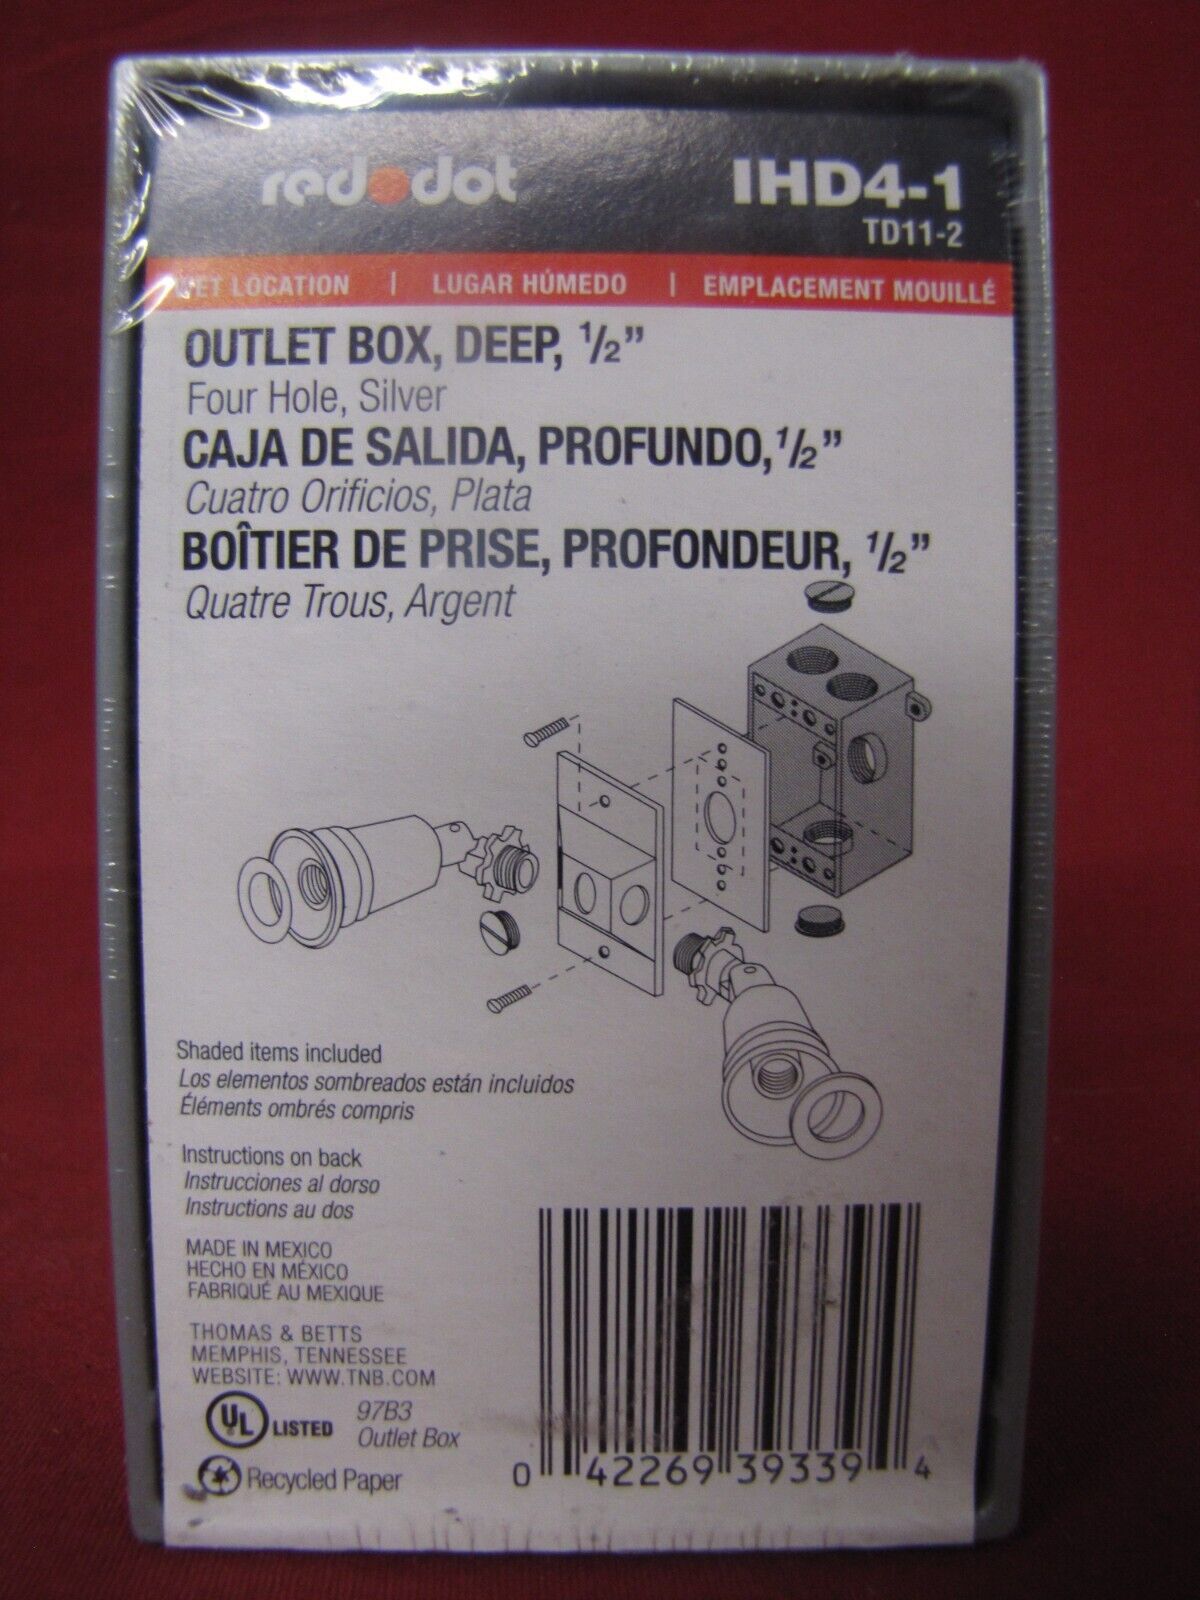 red dot
IHD4-1
TD11-2
WET LOCATION | LUGAR HÚMEDO | EMPLACEMENT MOUILLÉ
OUTLET BOX, DEEP, 1/2”
Four Hole, Silver
CAJA DE SALIDA, PROFUNDO, 1/2”
Cuatro Orificios, Plata
BOÎTIER DE PRISE, PROFONDEUR, 1/2”
Quatre Trous, Argent
Shaded items included
Los elementos sombreados están incluidos
Éléments ombrés compris
Instructions on back
Instrucciones al dorso
Instructions au dos
MADE IN MEXICO
HECHO EN MÉXICO
FABRIQUÉ AU MEXIQUE
THOMAS & BETTS
MEMPHIS, TENNESSEE
WEBSITE: WWW.TNB.COM
UL LISTED
97B3
Outlet Box
Recycled Paper
0 42269 39339 4